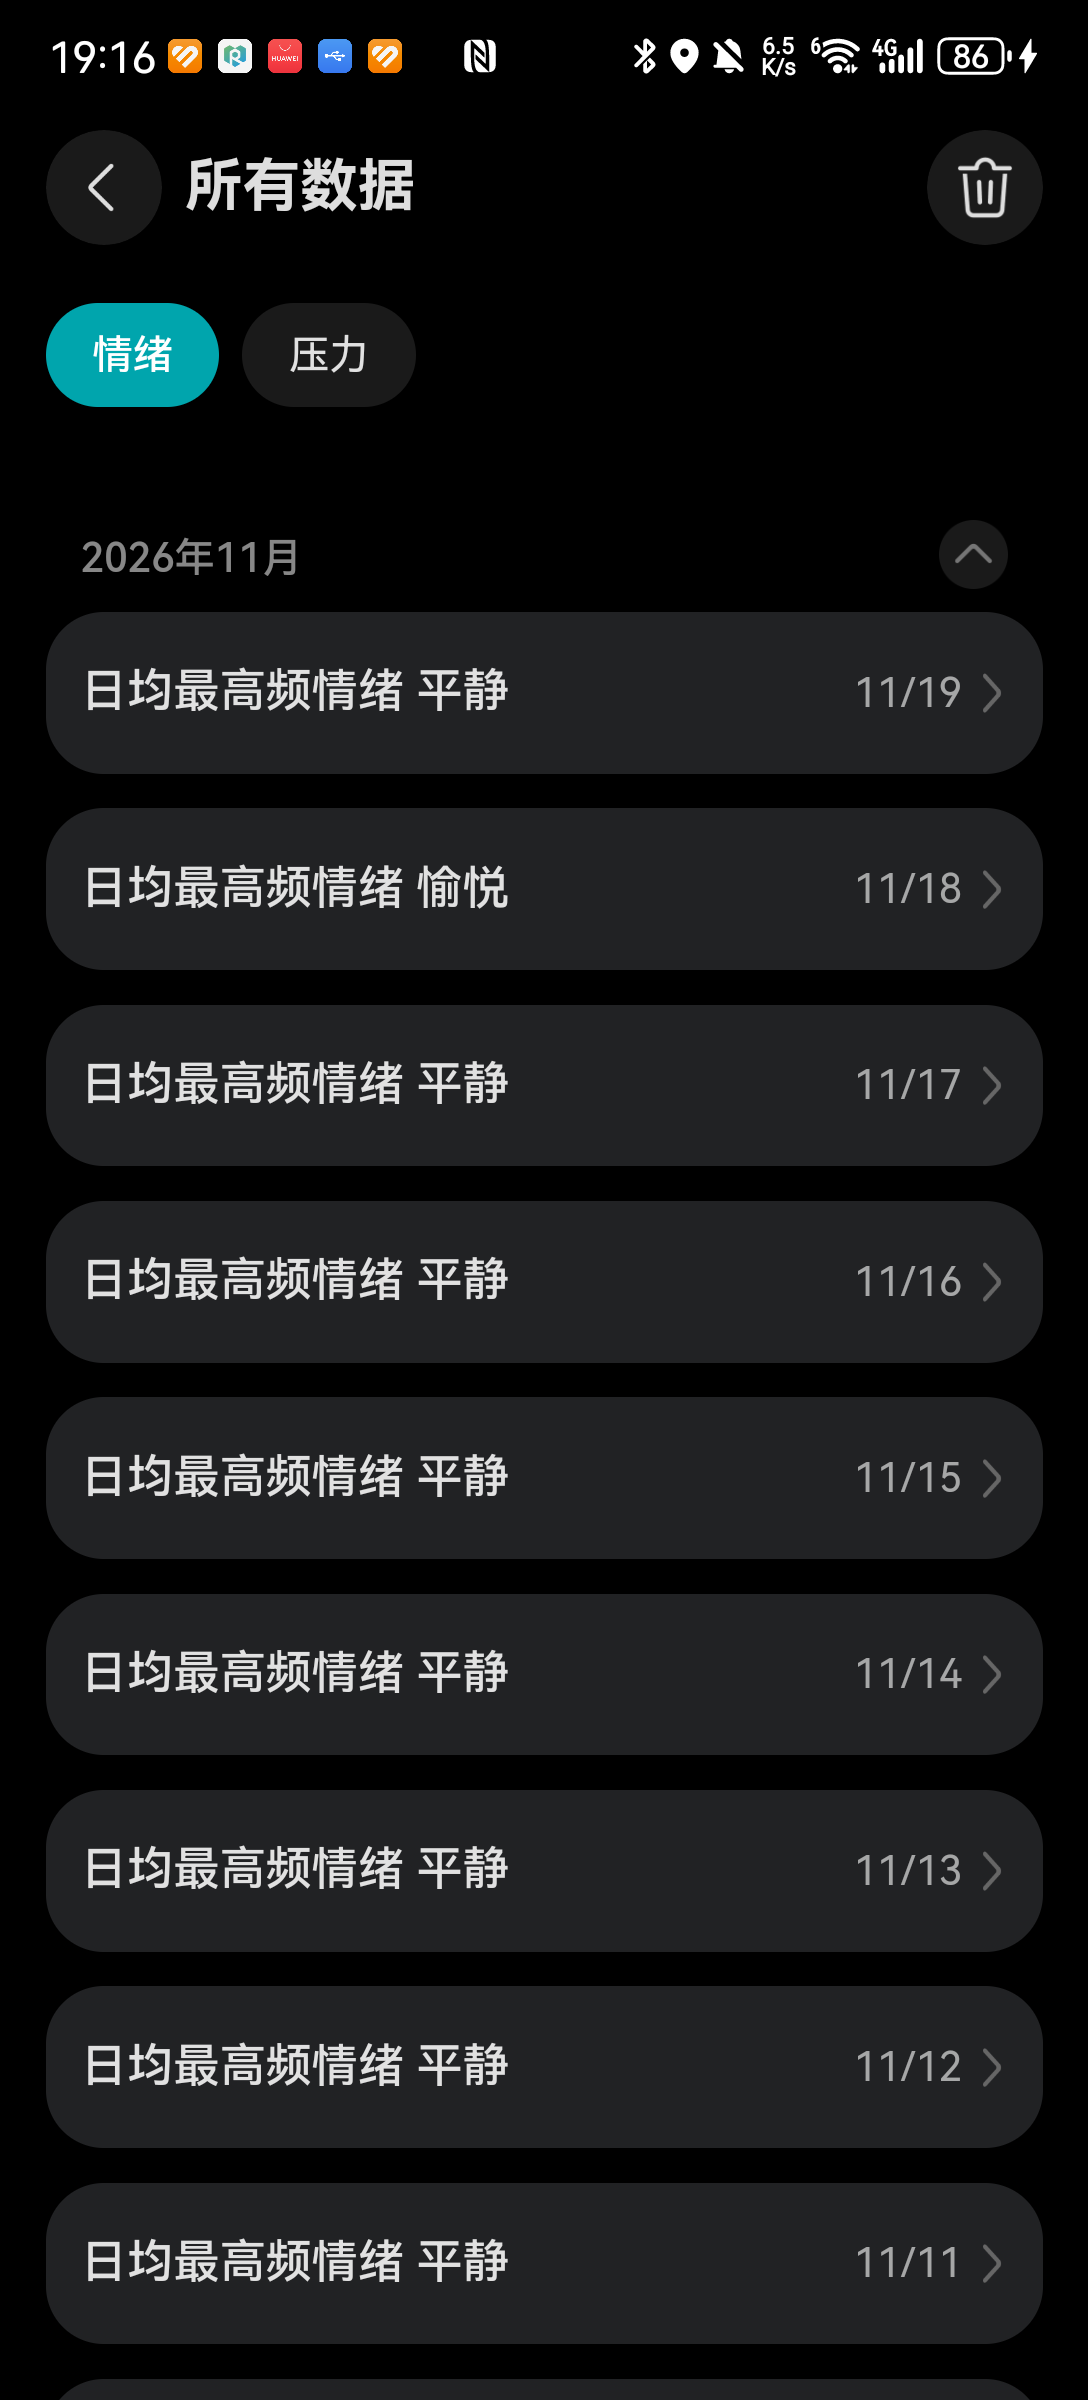 19:16
HUAWEI
6.5 K/s
6
4G
86
所有数据
情绪
压力
2026年11月
日均最高频情绪 平静 11/19
日均最高频情绪 愉悦 11/18
日均最高频情绪 平静 11/17
日均最高频情绪 平静 11/16
日均最高频情绪 平静 11/15
日均最高频情绪 平静 11/14
日均最高频情绪 平静 11/13
日均最高频情绪 平静 11/12
日均最高频情绪 平静 11/11